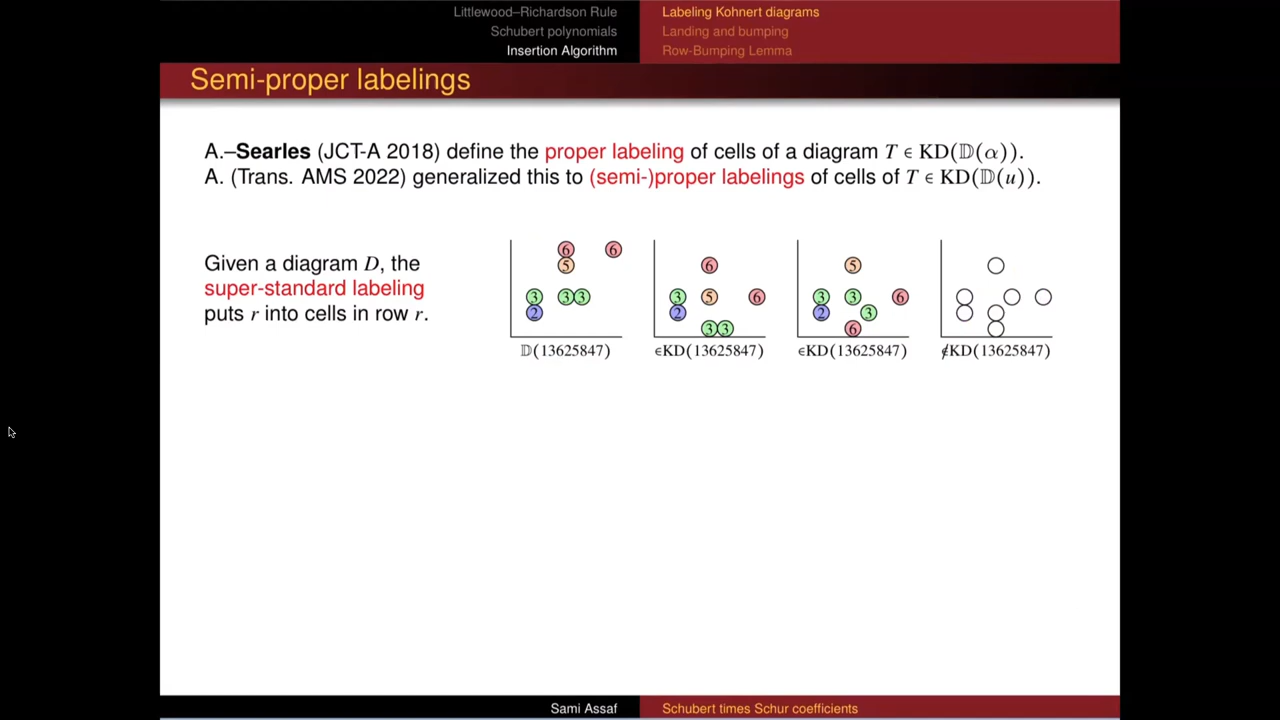 Littlewood–Richardson Rule
Schubert polynomials
Insertion Algorithm
Labeling Kohnert diagrams
Landing and bumping
Row-Bumping Lemma
Semi-proper labelings
A.–Searles (JCT-A 2018) define the proper labeling of cells of a diagram T ∈ KD(𝔻(α)).
A. (Trans. AMS 2022) generalized this to (semi-)proper labelings of cells of T ∈ KD(𝔻(u)).
Given a diagram D, the
super-standard labeling
puts r into cells in row r.
6 6
5
3 3 3
2
𝔻(13625847)
6
3 5 6
2
3 3
∈KD(13625847)
5
3 3 6
2 3
6
∈KD(13625847)
∉KD(13625847)
Sami Assaf
Schubert times Schur coefficients